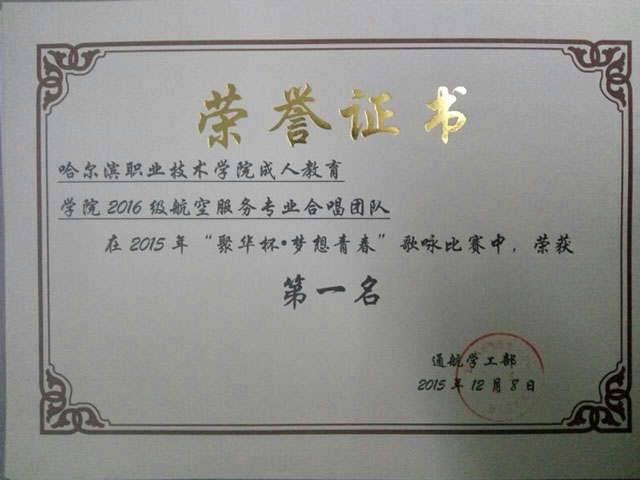 荣誉证书
哈尔滨职业技术学院成人教育
学院2016级航空服务专业合唱团队
在2015年“聚华杯•梦想青春”歌咏比赛中,荣获
第一名
通航学工部
2015年12月8日